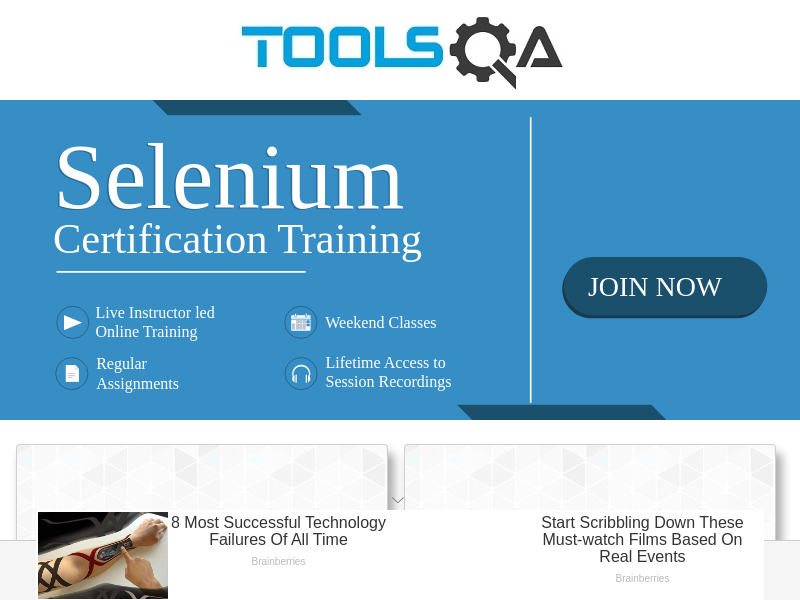 TOOLSQA
Selenium
Certification Training
JOIN NOW
Live Instructor led
Online Training
Weekend Classes
Regular
Assignments
Lifetime Access to
Session Recordings
8 Most Successful Technology
Failures Of All Time
Brainberries
Start Scribbling Down These
Must-watch Films Based On
Real Events
Brainberries